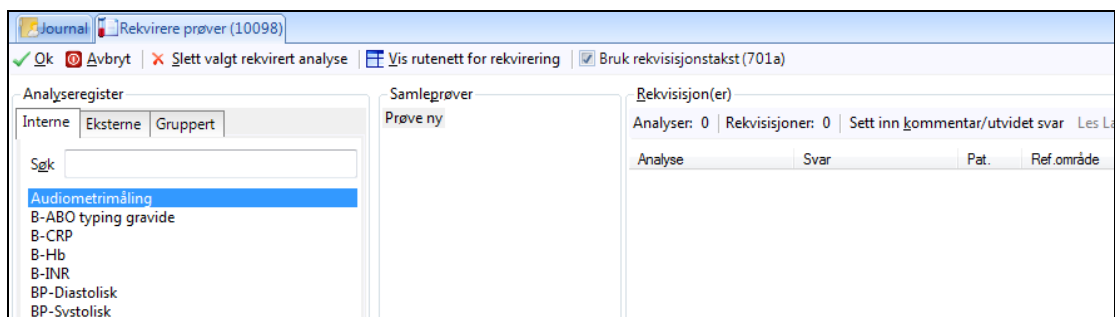 Journal Rekvirere prøver (10098)
Ok Avbryt Slett valgt rekvirert analyse Vis rutenett for rekvirering Bruk rekvisisjonstakst (701a)
Analyseregister Samleprøver Rekvisisjon(er)
Interne Eksterne Gruppert Prøve ny Analyser: 0 Rekvisisjoner: 0 Sett inn kommentar/utvidet svar Les
Søk Analyse Svar Pat. Ref.område
Audiometrimåling
B-ABO typing gravide
B-CRP
B-Hb
B-INR
BP-Diastolisk
BP-Systolisk